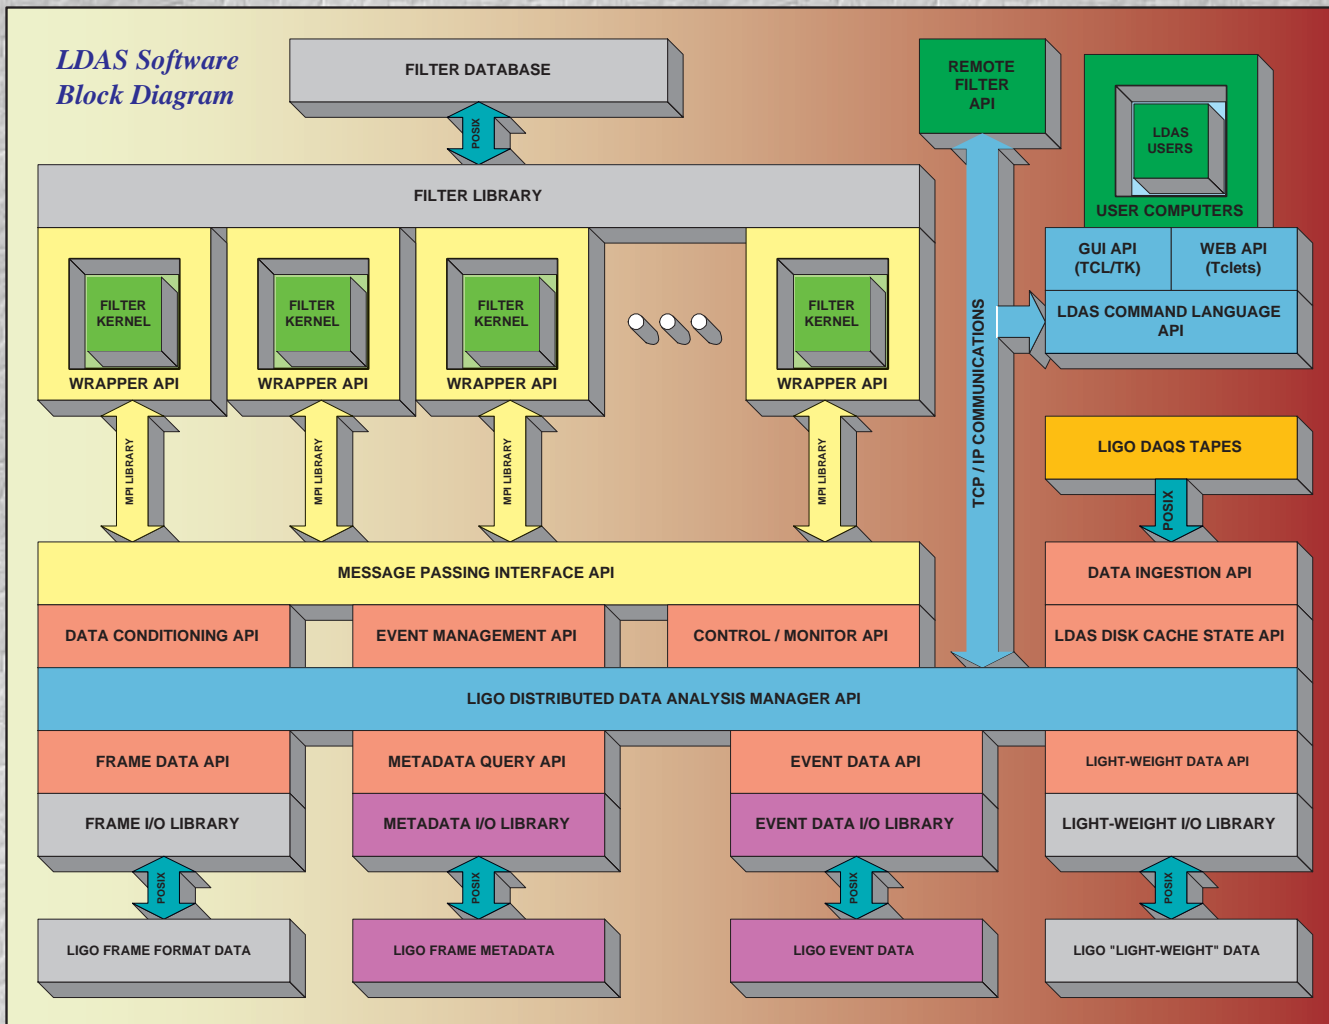 LDAS Software
Block Diagram
FILTER DATABASE
POSIX
FILTER LIBRARY
FILTER
KERNEL
WRAPPER API
FILTER
KERNEL
WRAPPER API
FILTER
KERNEL
WRAPPER API
FILTER
KERNEL
WRAPPER API
MPI LIBRARY
MPI LIBRARY
MPI LIBRARY
MPI LIBRARY
REMOTE
FILTER
API
LDAS
USERS
USER COMPUTERS
GUI API
(TCL/TK)
WEB API
(Tclets)
LDAS COMMAND LANGUAGE
API
TCP / IP COMMUNICATIONS
LIGO DAQS TAPES
POSIX
MESSAGE PASSING INTERFACE API
DATA INGESTION API
DATA CONDITIONING API
EVENT MANAGEMENT API
CONTROL / MONITOR API
LDAS DISK CACHE STATE API
LIGO DISTRIBUTED DATA ANALYSIS MANAGER API
FRAME DATA API
METADATA QUERY API
EVENT DATA API
LIGHT-WEIGHT DATA API
FRAME I/O LIBRARY
METADATA I/O LIBRARY
EVENT DATA I/O LIBRARY
LIGHT-WEIGHT I/O LIBRARY
POSIX
POSIX
POSIX
POSIX
LIGO FRAME FORMAT DATA
LIGO FRAME METADATA
LIGO EVENT DATA
LIGO "LIGHT-WEIGHT" DATA